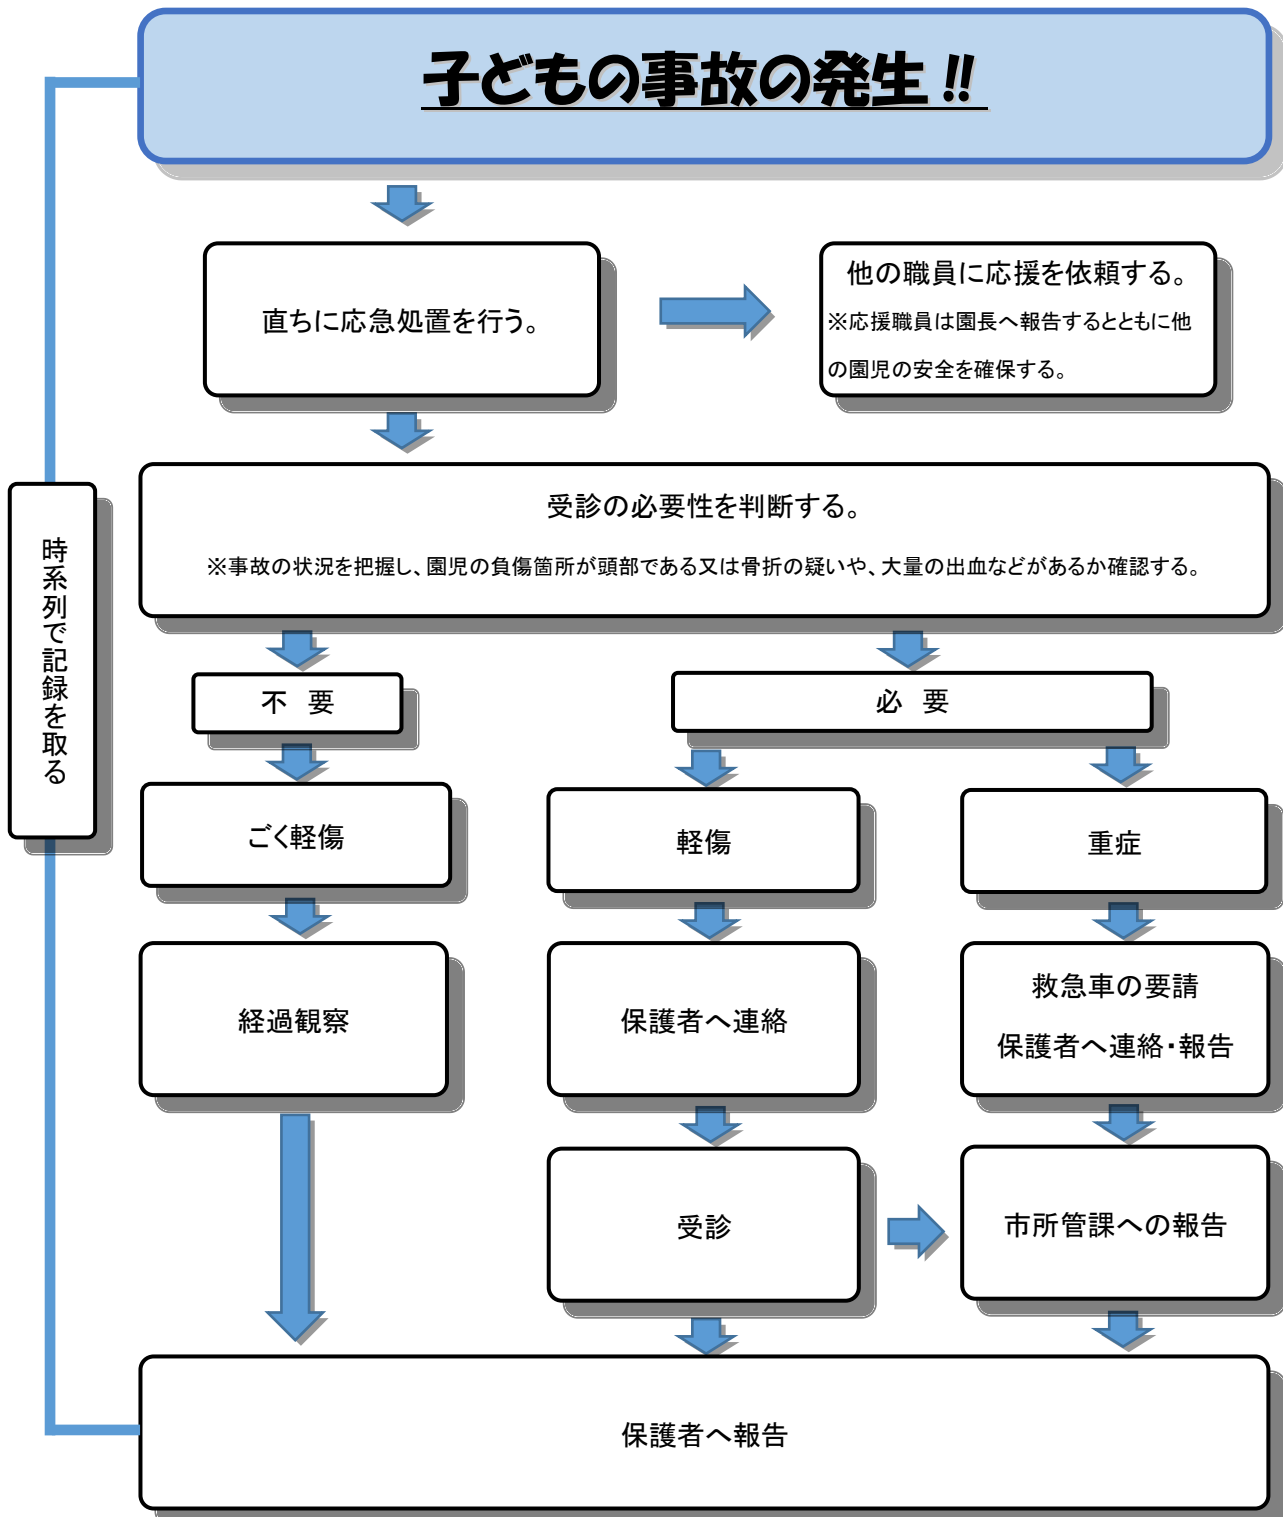 子どもの事故の発生!!
直ちに応急処置を行う。
他の職員に応援を依頼する。
※応援職員は園長へ報告するとともに他
の園児の安全を確保する。
受診の必要性を判断する。
※事故の状況を把握し、園児の負傷箇所が頭部である又は骨折の疑いや、大量の出血などがあるか確認する。
時系列で記録を取る
不 要
必 要
ごく軽傷
軽傷
重症
経過観察
保護者へ連絡
救急車の要請
保護者へ連絡・報告
受診
市所管課への報告
保護者へ報告